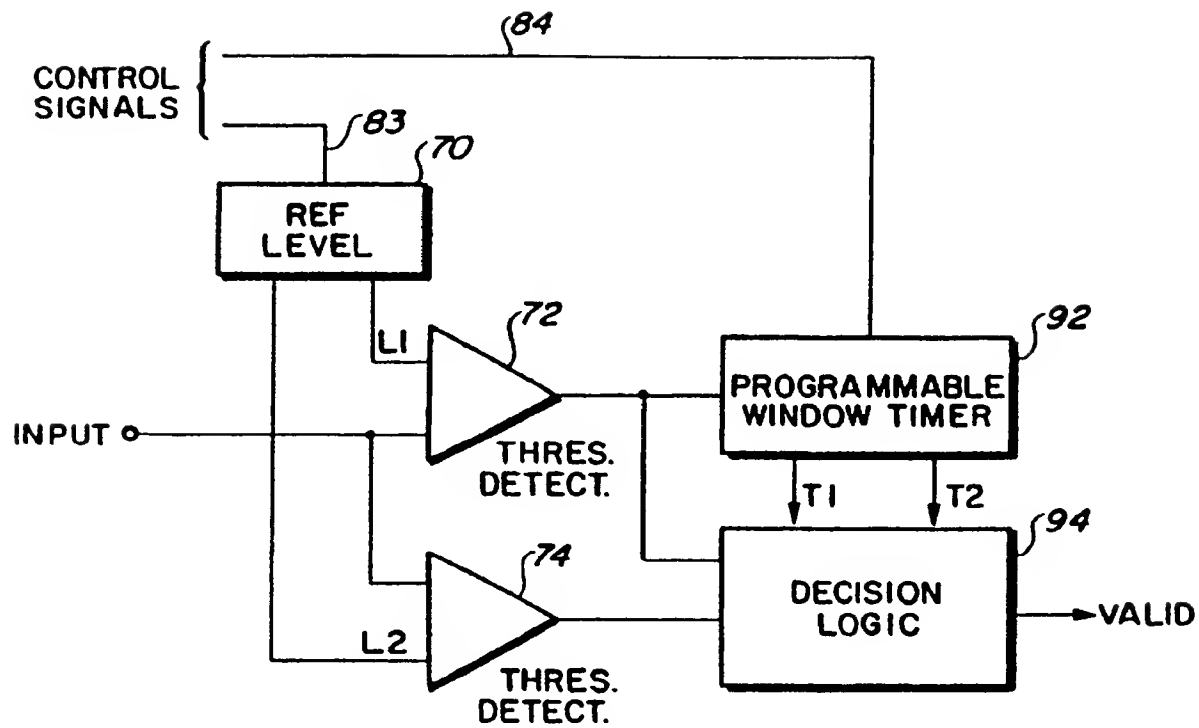 84
CONTROL
SIGNALS
83
70
REF
LEVEL
72
92
L1
PROGRAMMABLE
WINDOW TIMER
INPUT
THRES.
DETECT.
T1
T2
94
74
DECISION
LOGIC
VALID
L2
THRES.
DETECT.